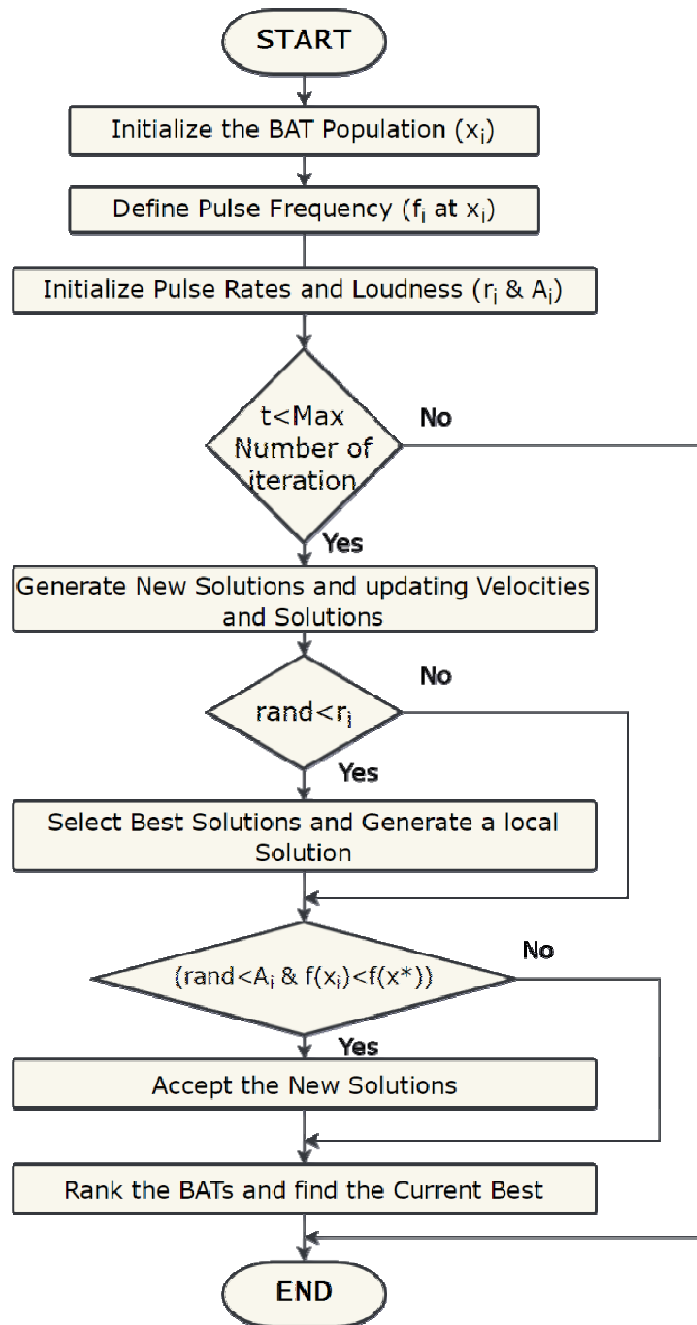 START
Initialize the BAT Population (xᵢ)
Define Pulse Frequency (fᵢ at xᵢ)
Initialize Pulse Rates and Loudness (rᵢ & Aᵢ)
t<Max
Number of
iteration
No
Yes
Generate New Solutions and updating Velocities
and Solutions
rand<rᵢ
No
Yes
Select Best Solutions and Generate a local
Solution
(rand<Aᵢ & f(xᵢ)<f(x*))
No
Yes
Accept the New Solutions
Rank the BATs and find the Current Best
END